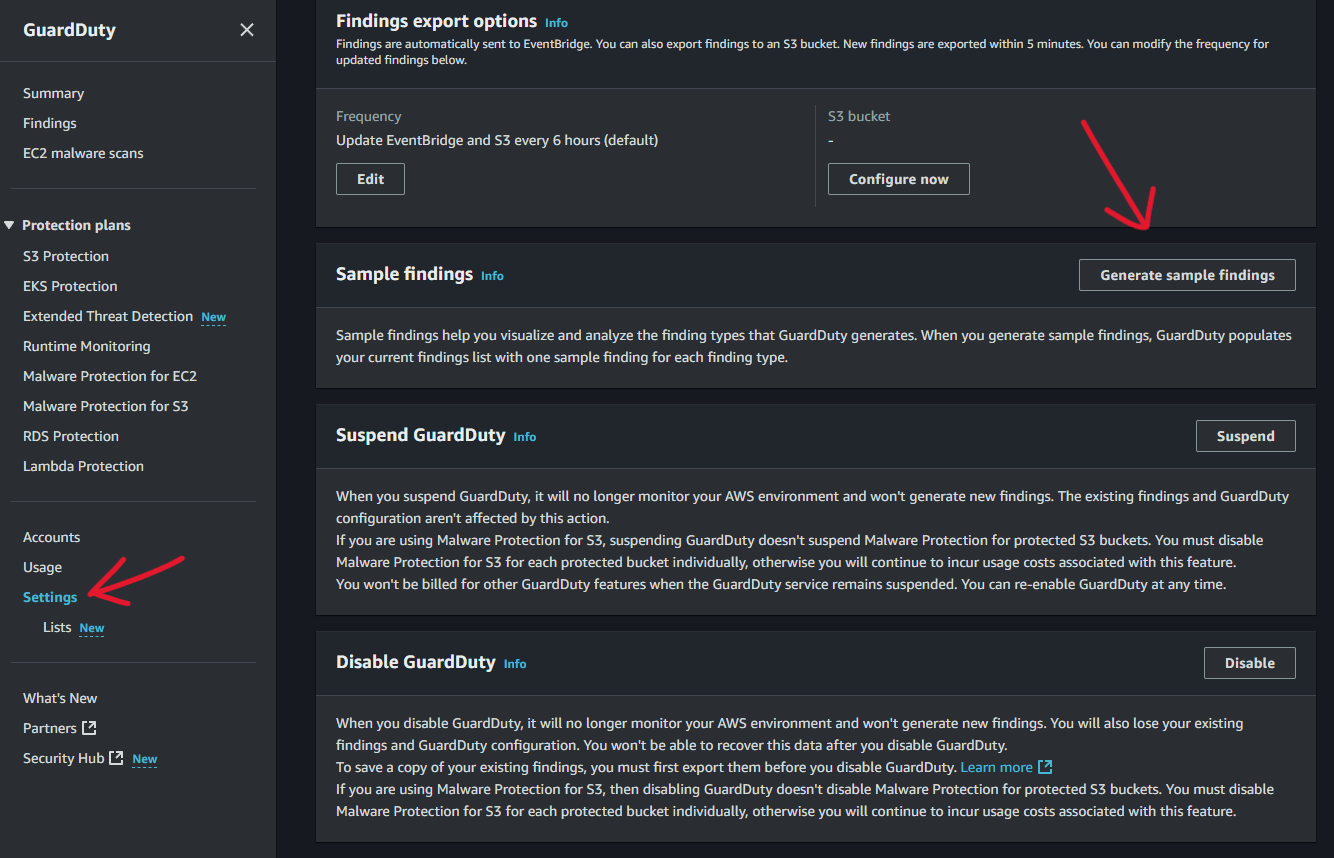 GuardDuty
Summary
Findings
EC2 malware scans
Protection plans
S3 Protection
EKS Protection
Extended Threat Detection New
Runtime Monitoring
Malware Protection for EC2
Malware Protection for S3
RDS Protection
Lambda Protection
Accounts
Usage
Settings
Lists New
What's New
Partners
Security Hub New
Findings export options Info
Findings are automatically sent to EventBridge. You can also export findings to an S3 bucket. New findings are exported within 5 minutes. You can modify the frequency for
updated findings below.
Frequency
Update EventBridge and S3 every 6 hours (default)
Edit
S3 bucket
-
Configure now
Sample findings Info
Generate sample findings
Sample findings help you visualize and analyze the finding types that GuardDuty generates. When you generate sample findings, GuardDuty populates
your current findings list with one sample finding for each finding type.
Suspend GuardDuty Info
Suspend
When you suspend GuardDuty, it will no longer monitor your AWS environment and won't generate new findings. The existing findings and GuardDuty
configuration aren't affected by this action.
If you are using Malware Protection for S3, suspending GuardDuty doesn't suspend Malware Protection for protected S3 buckets. You must disable
Malware Protection for S3 for each protected bucket individually, otherwise you will continue to incur usage costs associated with this feature.
You won't be billed for other GuardDuty features when the GuardDuty service remains suspended. You can re-enable GuardDuty at any time.
Disable GuardDuty Info
Disable
When you disable GuardDuty, it will no longer monitor your AWS environment and won't generate new findings. You will also lose your existing
findings and GuardDuty configuration. You won't be able to recover this data after you disable GuardDuty.
To save a copy of your existing findings, you must first export them before you disable GuardDuty. Learn more
If you are using Malware Protection for S3, then disabling GuardDuty doesn't disable Malware Protection for protected S3 buckets. You must disable
Malware Protection for S3 for each protected bucket individually, otherwise you will continue to incur usage costs associated with this feature.